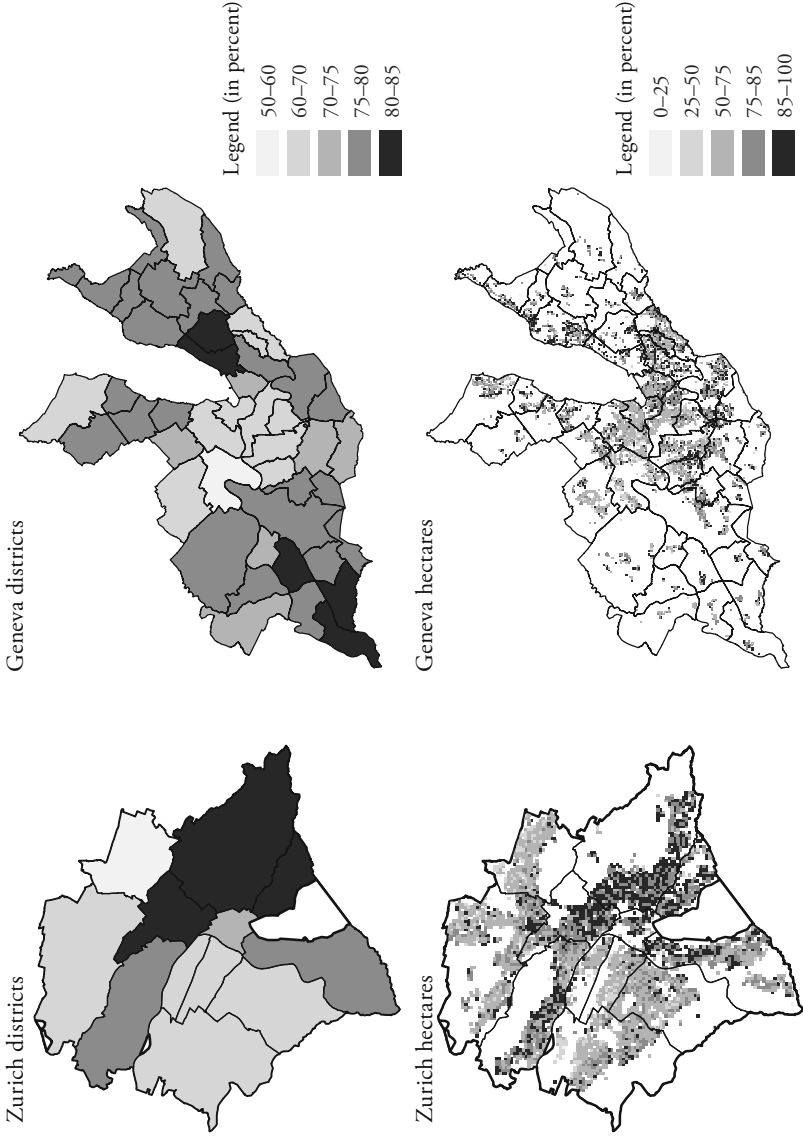 Zurich districts
Geneva districts
Legend (in percent)
50–60
60–70
70–75
75–80
80–85
Zurich hectares
Geneva hectares
Legend (in percent)
0–25
25–50
50–75
75–85
85–100